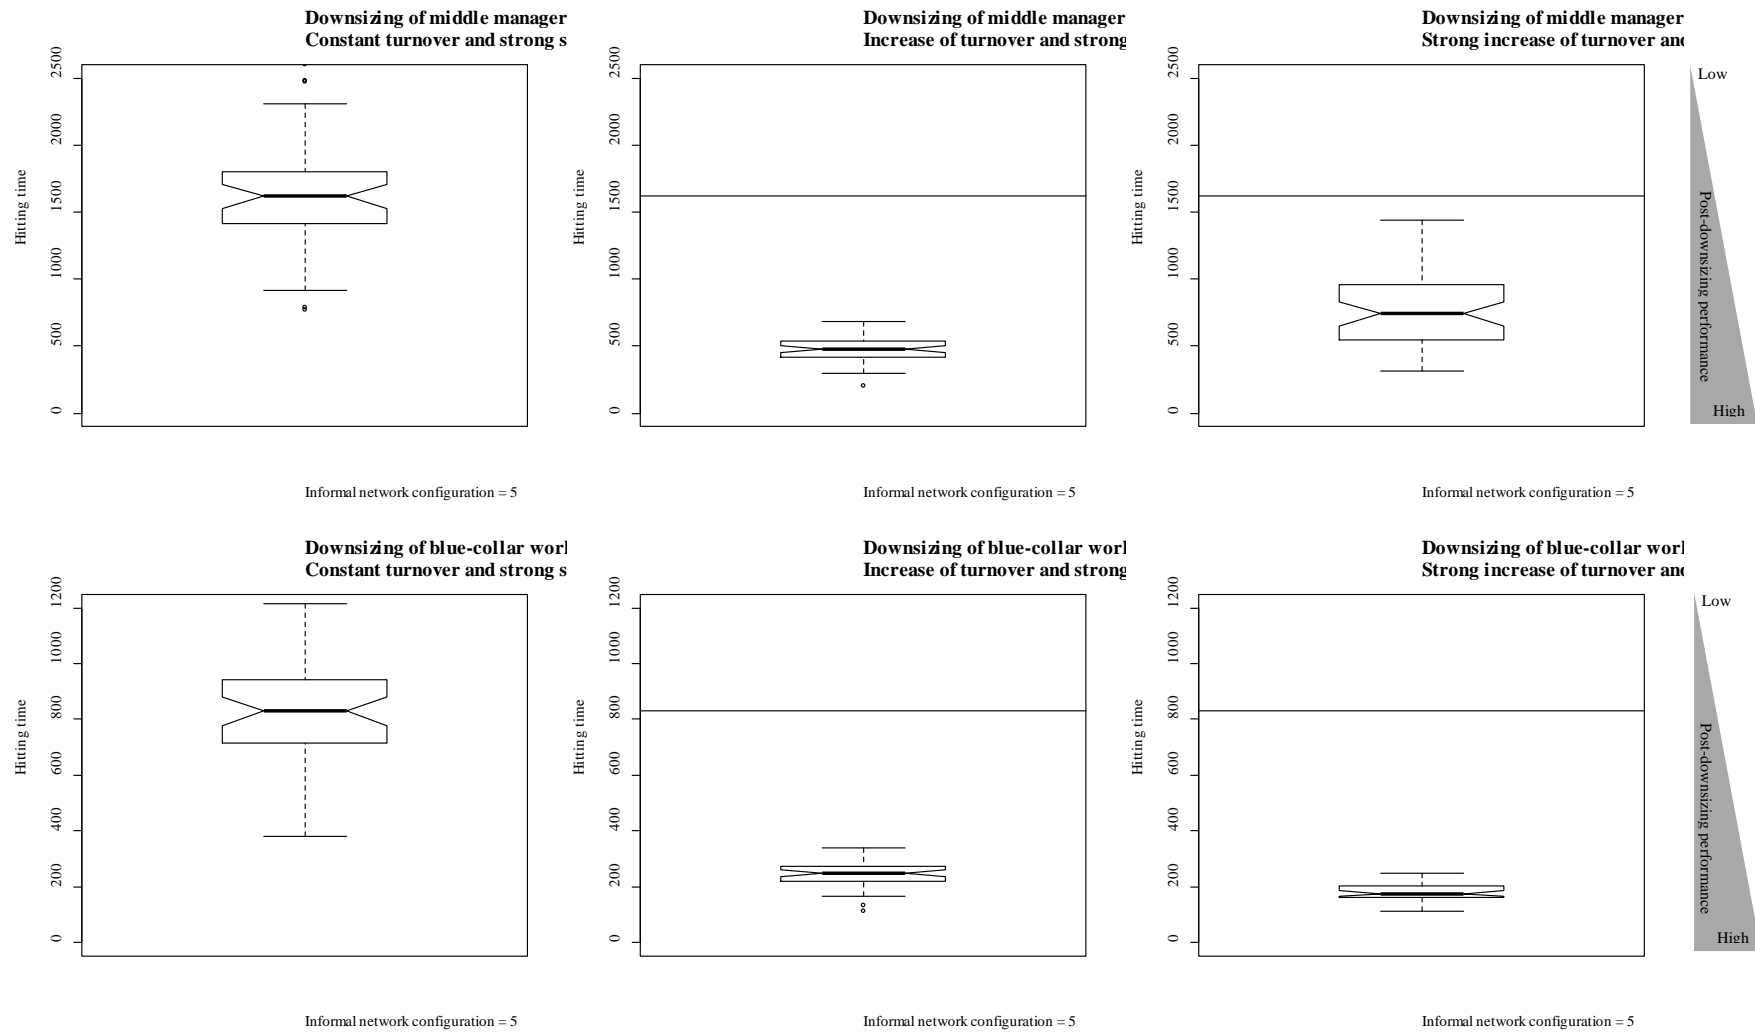 Downsizing of middle manager
Constant turnover and strong s
Downsizing of middle manager
Increase of turnover and strong
Downsizing of middle manager
Strong increase of turnover and
Hitting time
2500
2000
1500
1000
500
0
Informal network configuration = 5
Hitting time
2500
2000
1500
1000
500
0
Informal network configuration = 5
Hitting time
2500
2000
1500
1000
500
0
Informal network configuration = 5
Low
Post-downsizing performance
High
Downsizing of blue-collar worl
Constant turnover and strong s
Downsizing of blue-collar worl
Increase of turnover and strong
Downsizing of blue-collar worl
Strong increase of turnover and
Hitting time
1200
1000
800
600
400
200
0
Informal network configuration = 5
Hitting time
1200
1000
800
600
400
200
0
Informal network configuration = 5
Hitting time
1200
1000
800
600
400
200
0
Informal network configuration = 5
Low
Post-downsizing performance
High